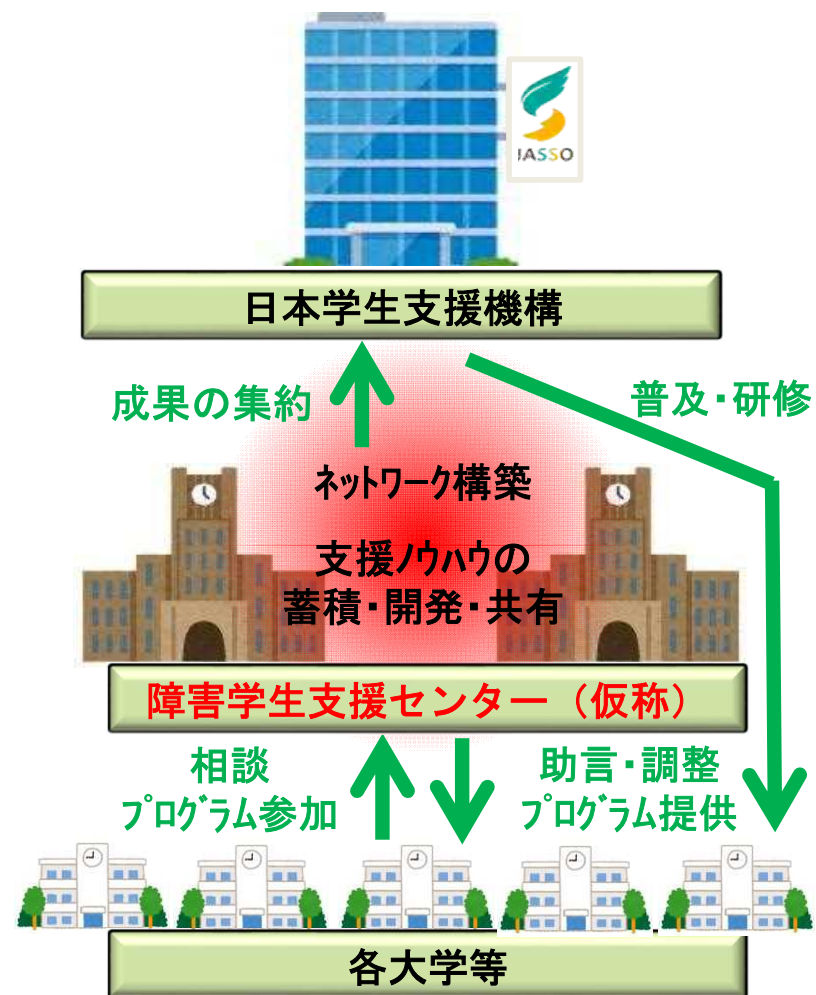 JASSO
日本学生支援機構
成果の集約
普及・研修
ネットワーク構築
支援ノウハウの
蓄積・開発・共有
障害学生支援センター（仮称）
相談
プログラム参加
助言・調整
プログラム提供
各大学等